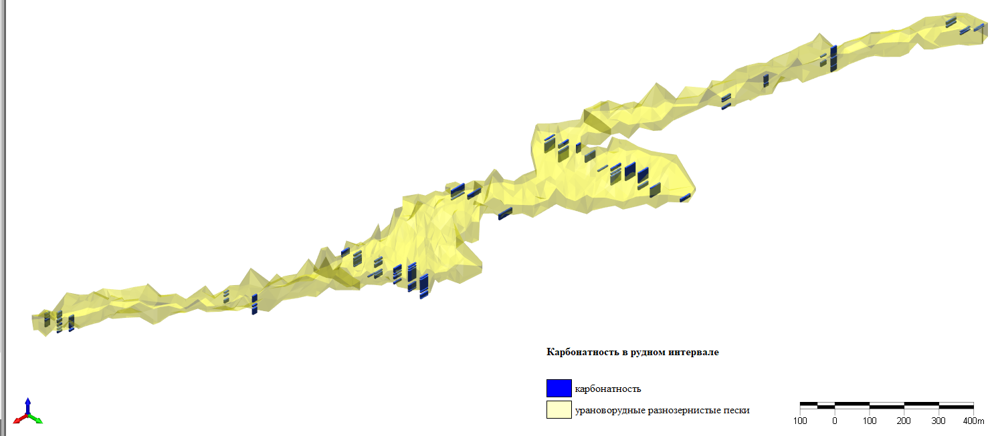 Карбонатность в рудном интервале
карбонатность
урановорудные разнозернистые пески
100 0 100 200 300 400m